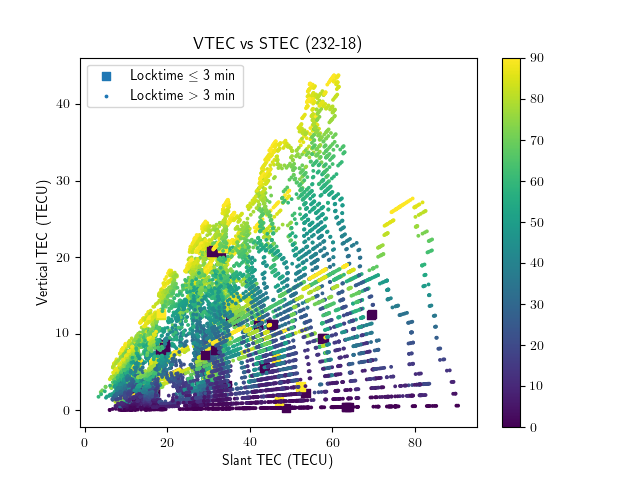 VTEC vs STEC (232-18)
Locktime ≤ 3 min
Locktime > 3 min
40
30
20
10
0
Vertical TEC (TECU)
0 20 40 60 80
Slant TEC (TECU)
90
80
70
60
50
40
30
20
10
0